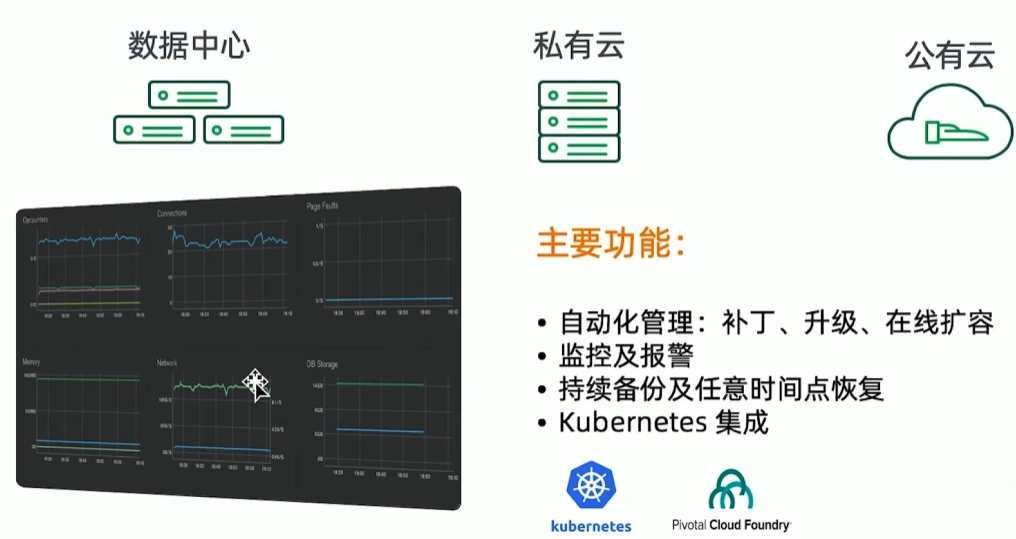 数据中心
私有云
公有云
Opcounters
Connections
Page Faults
Memory
Network
DB Storage
主要功能：
• 自动化管理：补丁、升级、在线扩容
• 监控及报警
• 持续备份及任意时间点恢复
• Kubernetes 集成
kubernetes
Pivotal Cloud Foundry